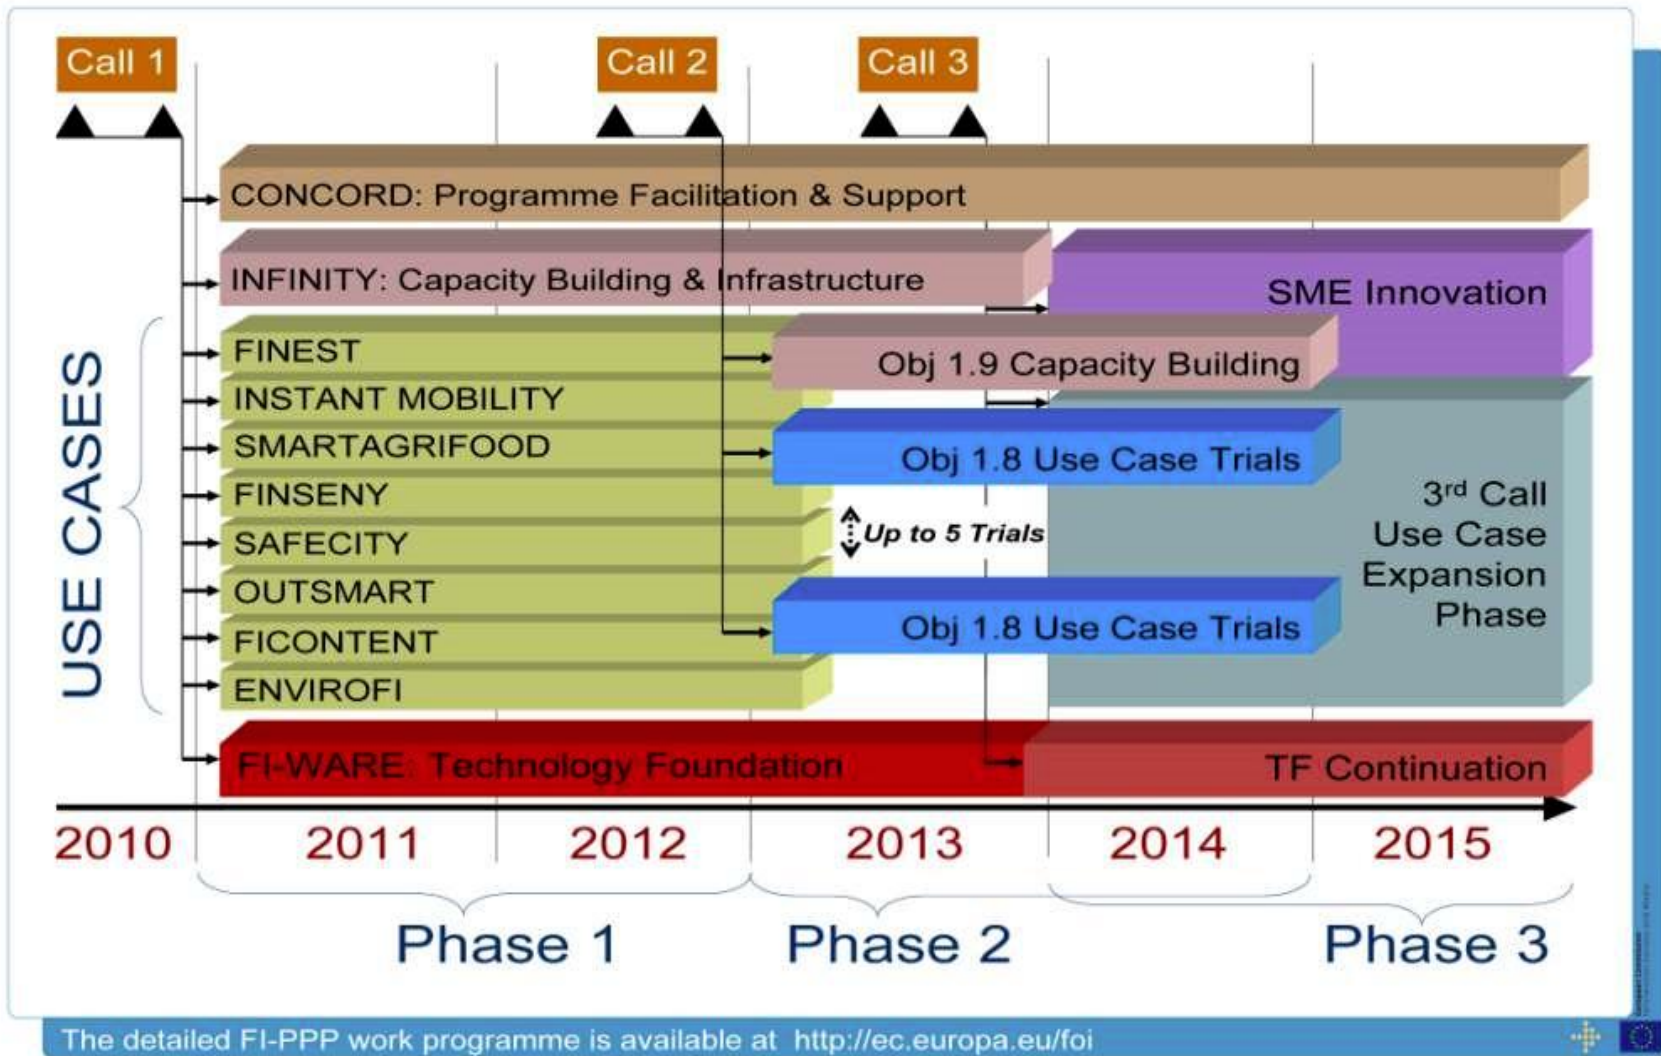 Call 1
Call 2
Call 3
CONCORD: Programme Facilitation & Support
INFINITY: Capacity Building & Infrastructure
SME Innovation
USE CASES
FINEST
Obj 1.9 Capacity Building
INSTANT MOBILITY
SMARTAGRIFOOD
Obj 1.8 Use Case Trials
FINSENY
SAFECITY
Up to 5 Trials
3rd Call
Use Case
Expansion
Phase
OUTSMART
FICONTENT
Obj 1.8 Use Case Trials
ENVIROFI
FI-WARE: Technology Foundation
TF Continuation
2010 2011 2012 2013 2014 2015
Phase 1 Phase 2 Phase 3
The detailed FI-PPP work programme is available at http://ec.europa.eu/foi